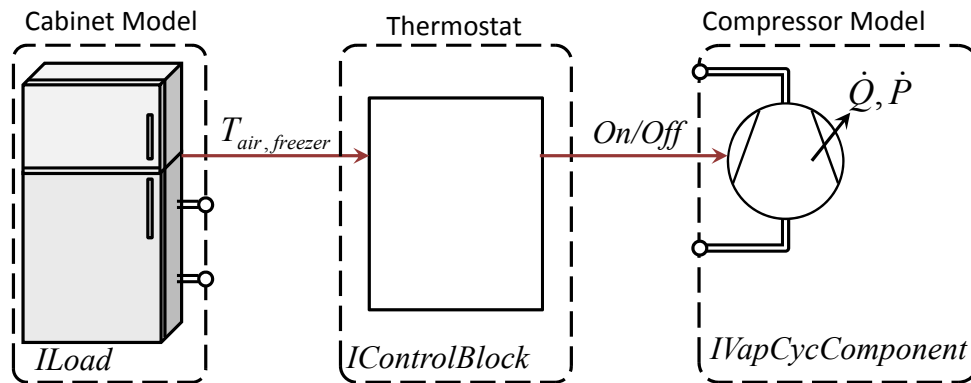 Cabinet Model
Thermostat
Compressor Model
T_air, freezer
On/Off
Q̇, Ṗ
ILoad
IControlBlock
IVapCycComponent